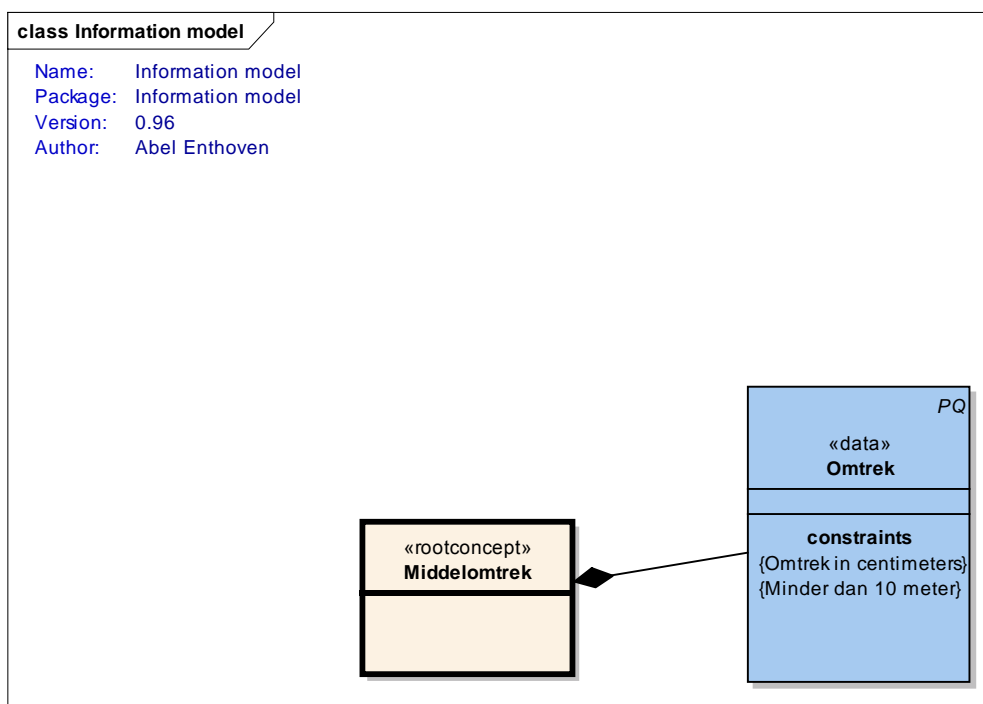 class Information model
Name: Information model
Package: Information model
Version: 0.96
Author: Abel Enthoven
PQ
«data»
Omtrek
constraints
{Omtrek in centimeters}
{Minder dan 10 meter}
«rootconcept»
Middelomtrek